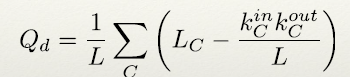 $Q_d = \frac{1}{L} \sum_{C} \left( L_C - \frac{k_C^{in} k_C^{out}}{L} \right)$